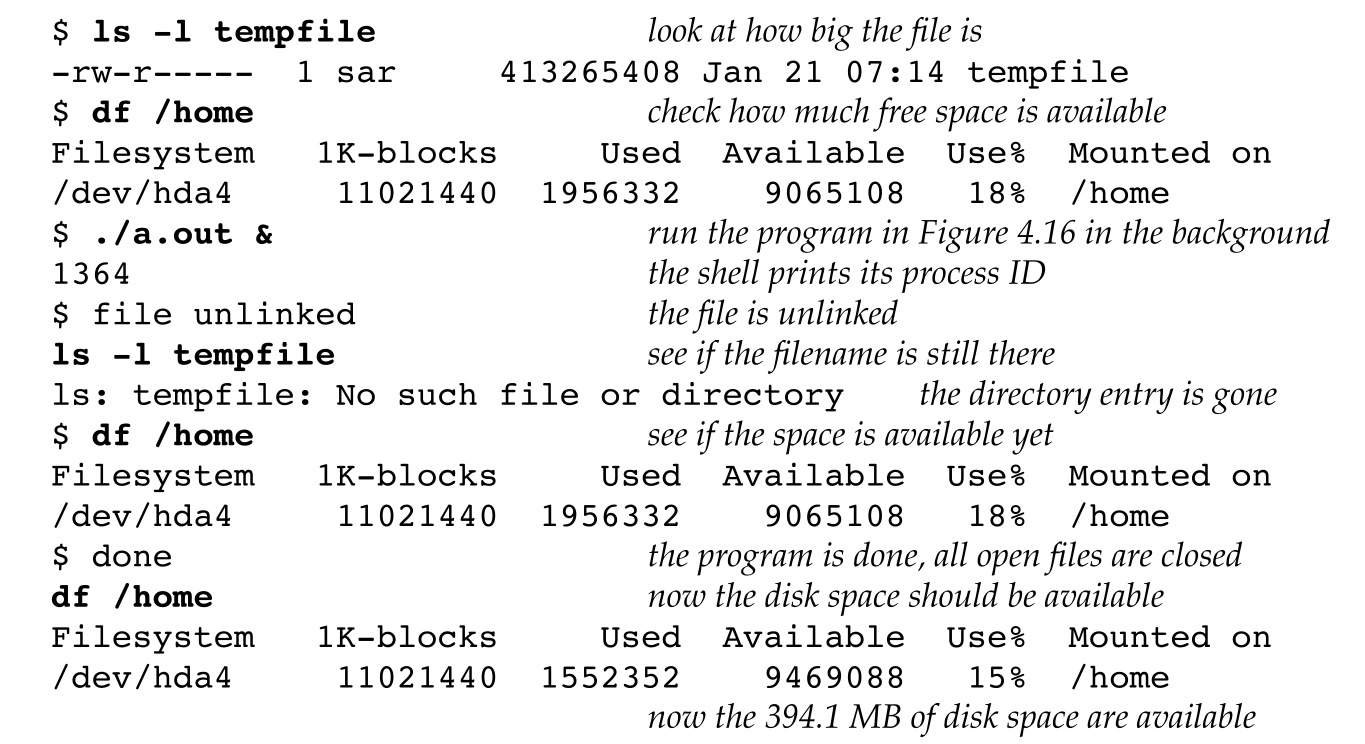 $ ls -l tempfile look at how big the file is
-rw-r----- 1 sar 413265408 Jan 21 07:14 tempfile
$ df /home check how much free space is available
Filesystem 1K-blocks Used Available Use% Mounted on
/dev/hda4 11021440 1956332 9065108 18% /home
$ ./a.out & run the program in Figure 4.16 in the background
1364 the shell prints its process ID
$ file unlinked the file is unlinked
ls -l tempfile see if the filename is still there
ls: tempfile: No such file or directory the directory entry is gone
$ df /home see if the space is available yet
Filesystem 1K-blocks Used Available Use% Mounted on
/dev/hda4 11021440 1956332 9065108 18% /home
$ done the program is done, all open files are closed
df /home now the disk space should be available
Filesystem 1K-blocks Used Available Use% Mounted on
/dev/hda4 11021440 1552352 9469088 15% /home
now the 394.1 MB of disk space are available